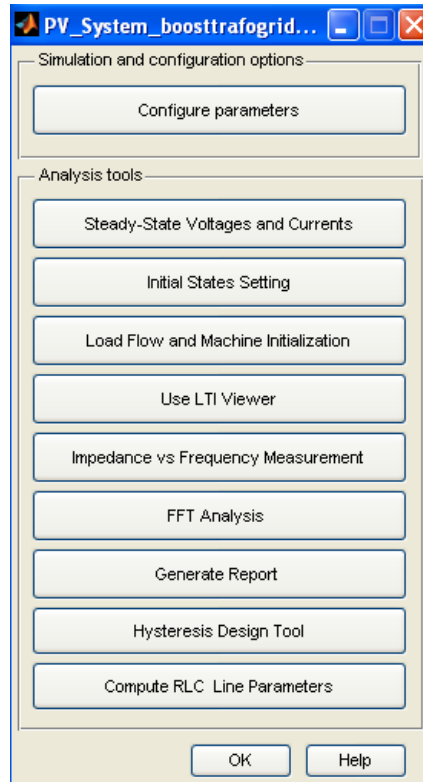 PV_System_boosttrafogrid...
Simulation and configuration options
Configure parameters
Analysis tools
Steady-State Voltages and Currents
Initial States Setting
Load Flow and Machine Initialization
Use LTI Viewer
Impedance vs Frequency Measurement
FFT Analysis
Generate Report
Hysteresis Design Tool
Compute RLC Line Parameters
OK Help